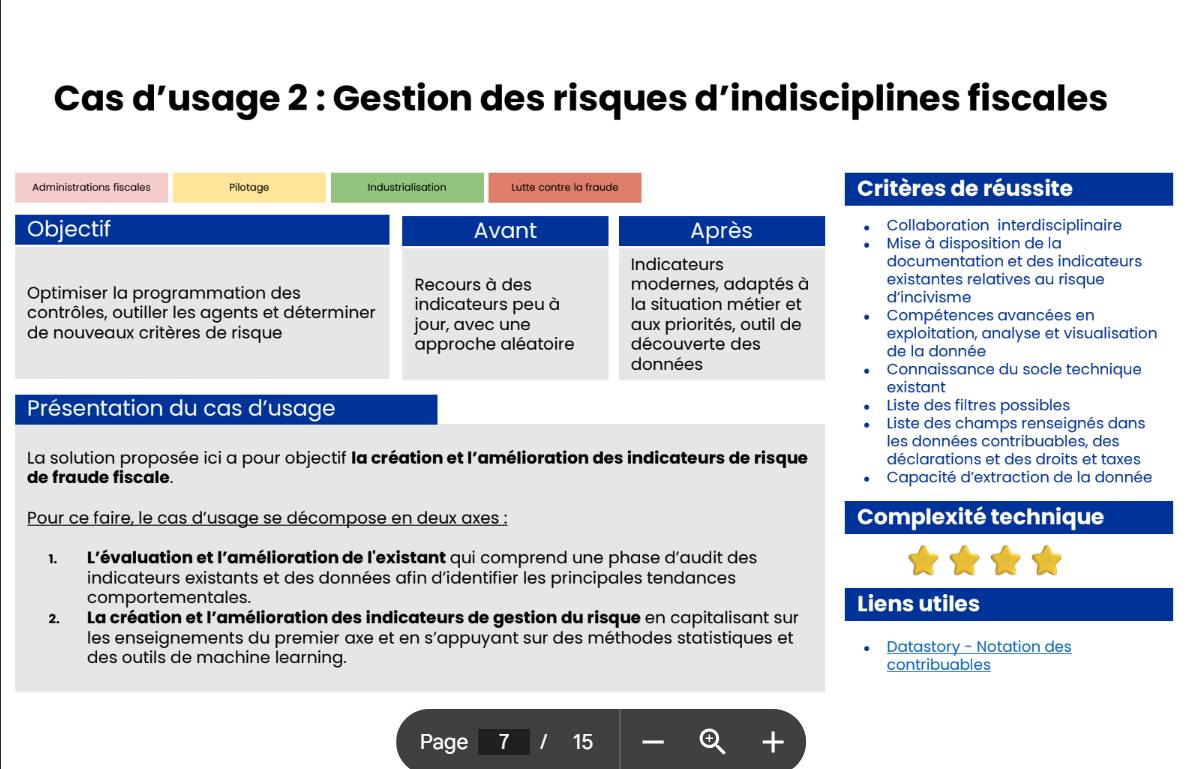 Cas d’usage 2 : Gestion des risques d’indisciplines fiscales
Administrations fiscales
Pilotage
Industrialisation
Lutte contre la fraude
Objectif
Optimiser la programmation des
contrôles, outiller les agents et déterminer
de nouveaux critères de risque
Avant
Recours à des
indicateurs peu à
jour, avec une
approche aléatoire
Après
Indicateurs
modernes, adaptés à
la situation métier et
aux priorités, outil de
découverte des
données
Présentation du cas d’usage
La solution proposée ici a pour objectif la création et l’amélioration des indicateurs de risque
de fraude fiscale.
Pour ce faire, le cas d’usage se décompose en deux axes :
1. L’évaluation et l’amélioration de l'existant qui comprend une phase d’audit des
indicateurs existants et des données afin d’identifier les principales tendances
comportementales.
2. La création et l’amélioration des indicateurs de gestion du risque en capitalisant sur
les enseignements du premier axe et en s’appuyant sur des méthodes statistiques et
des outils de machine learning.
Critères de réussite
• Collaboration interdisciplinaire
• Mise à disposition de la
documentation et des indicateurs
existantes relatives au risque
d’incivisme
• Compétences avancées en
exploitation, analyse et visualisation
de la donnée
• Connaissance du socle technique
existant
• Liste des filtres possibles
• Liste des champs renseignés dans
les données contribuables, des
déclarations et des droits et taxes
• Capacité d’extraction de la donnée
Complexité technique
Liens utiles
• Datastory - Notation des
contribuables
Page 7 / 15